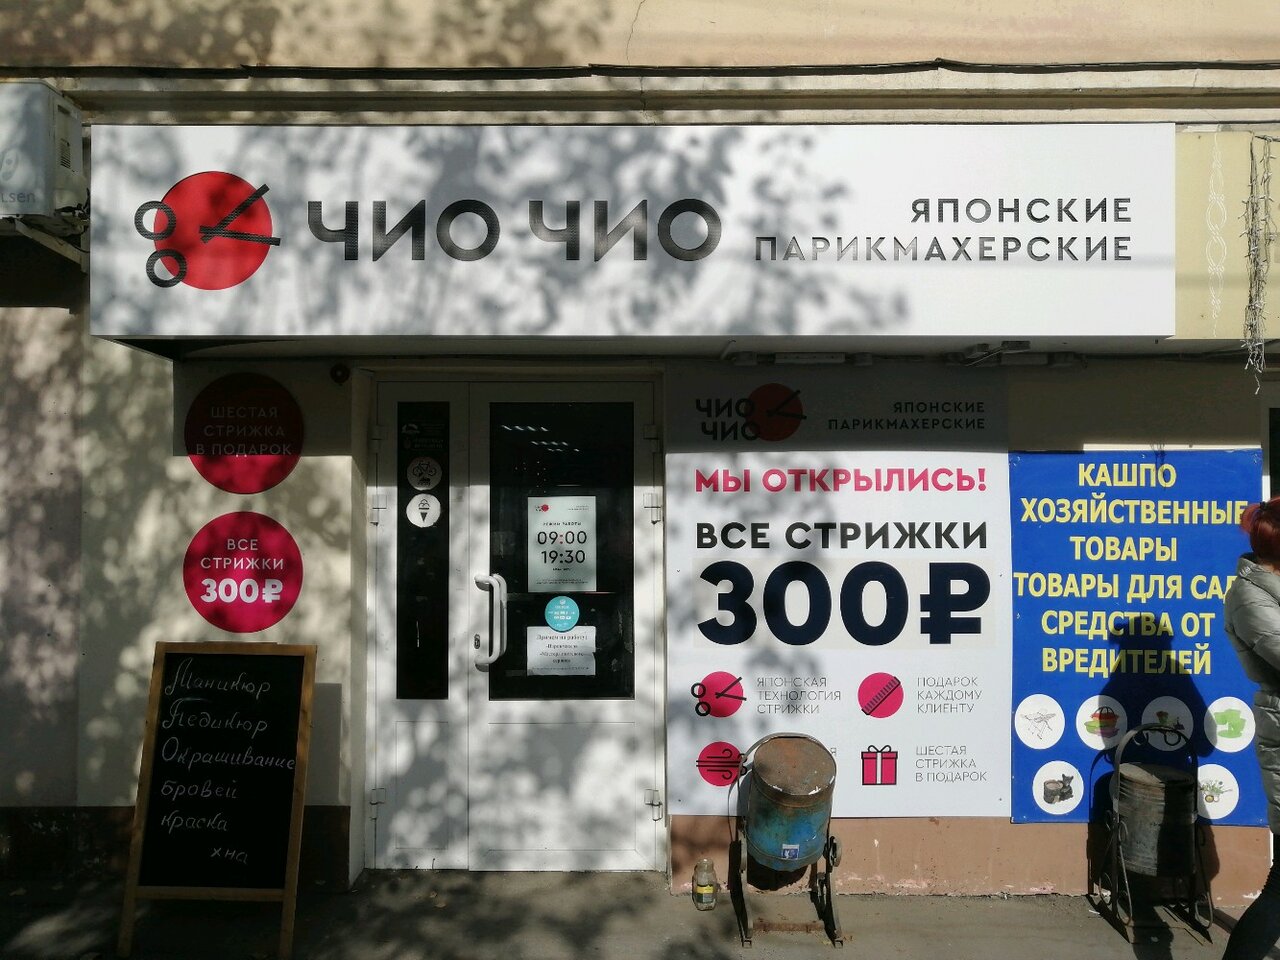 ЧИО ЧИО
ЯПОНСКИЕ
ПАРИКМАХЕРСКИЕ
ШЕСТАЯ
СТРИЖКА
В ПОДАРОК
ВСЕ
СТРИЖКИ
300₽
Маникюр
Педикюр
Окрашивание
бровей
краска
хна
РЕЖИМ РАБОТЫ
09:00
19:30
ЧИО
ЧИО
ЯПОНСКИЕ
ПАРИКМАХЕРСКИЕ
МЫ ОТКРЫЛИСЬ!
ВСЕ СТРИЖКИ
300₽
ЯПОНСКАЯ
ТЕХНОЛОГИЯ
СТРИЖКИ
ПОДАРОК
КАЖДОМУ
КЛИЕНТУ
ШЕСТАЯ
СТРИЖКА
В ПОДАРОК
КАШПО
ХОЗЯЙСТВЕННЫЕ
ТОВАРЫ
ТОВАРЫ ДЛЯ САД
СРЕДСТВА ОТ
ВРЕДИТЕЛЕЙ